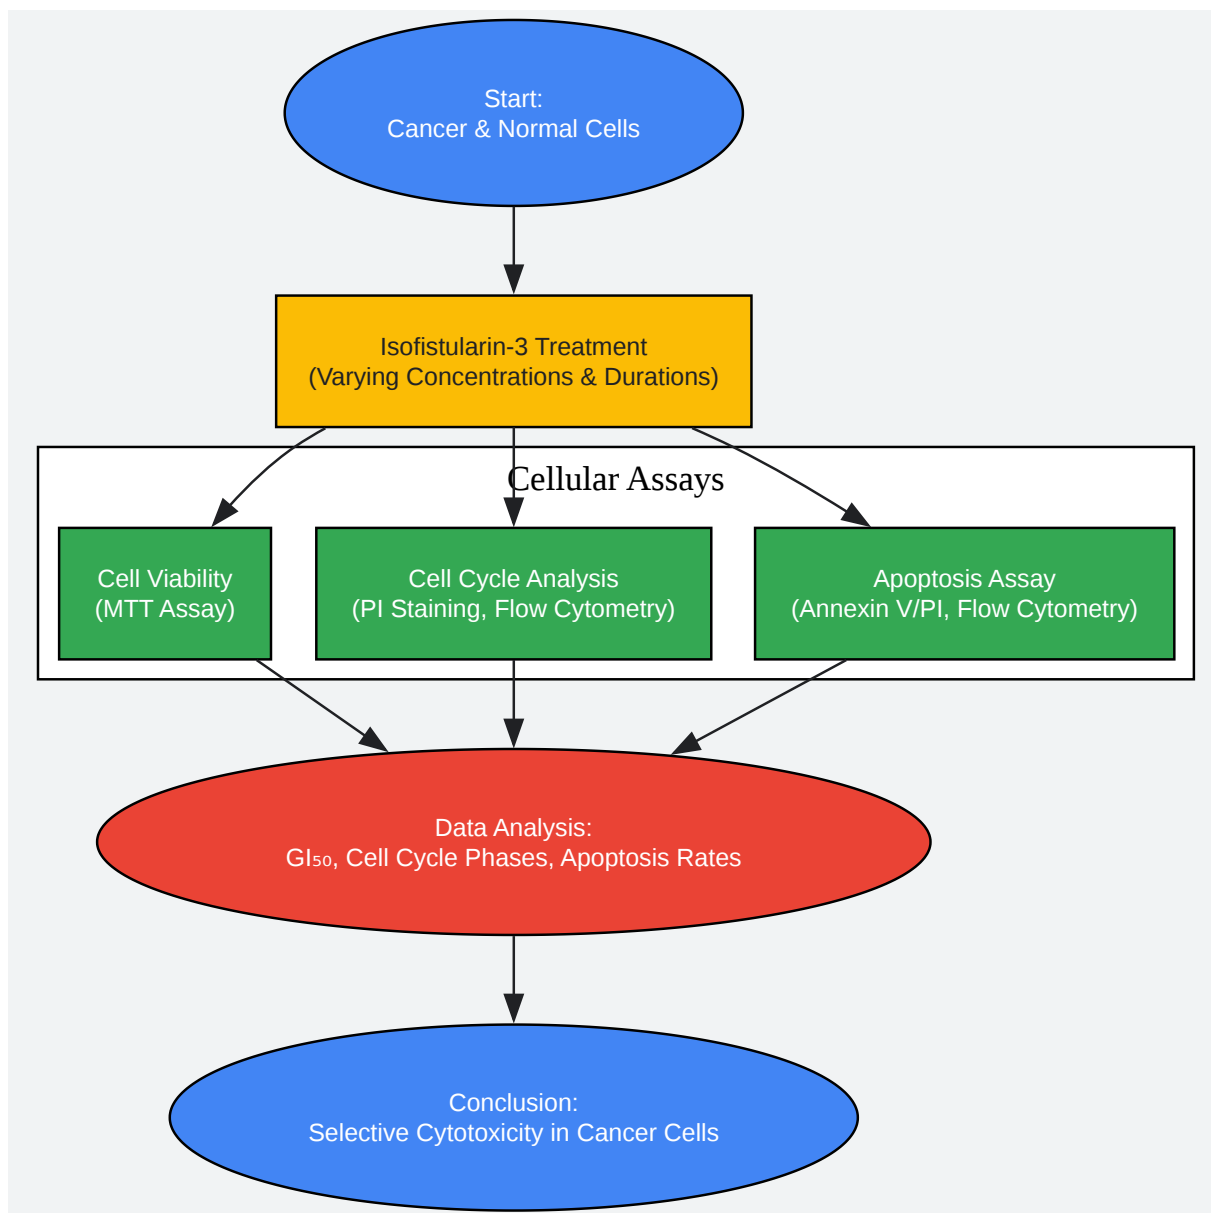 Start:
Cancer & Normal Cells
Isofistularin-3 Treatment
(Varying Concentrations & Durations)
Cellular Assays
Cell Viability
(MTT Assay)
Cell Cycle Analysis
(PI Staining, Flow Cytometry)
Apoptosis Assay
(Annexin V/PI, Flow Cytometry)
Data Analysis:
GI₅₀, Cell Cycle Phases, Apoptosis Rates
Conclusion:
Selective Cytotoxicity in Cancer Cells